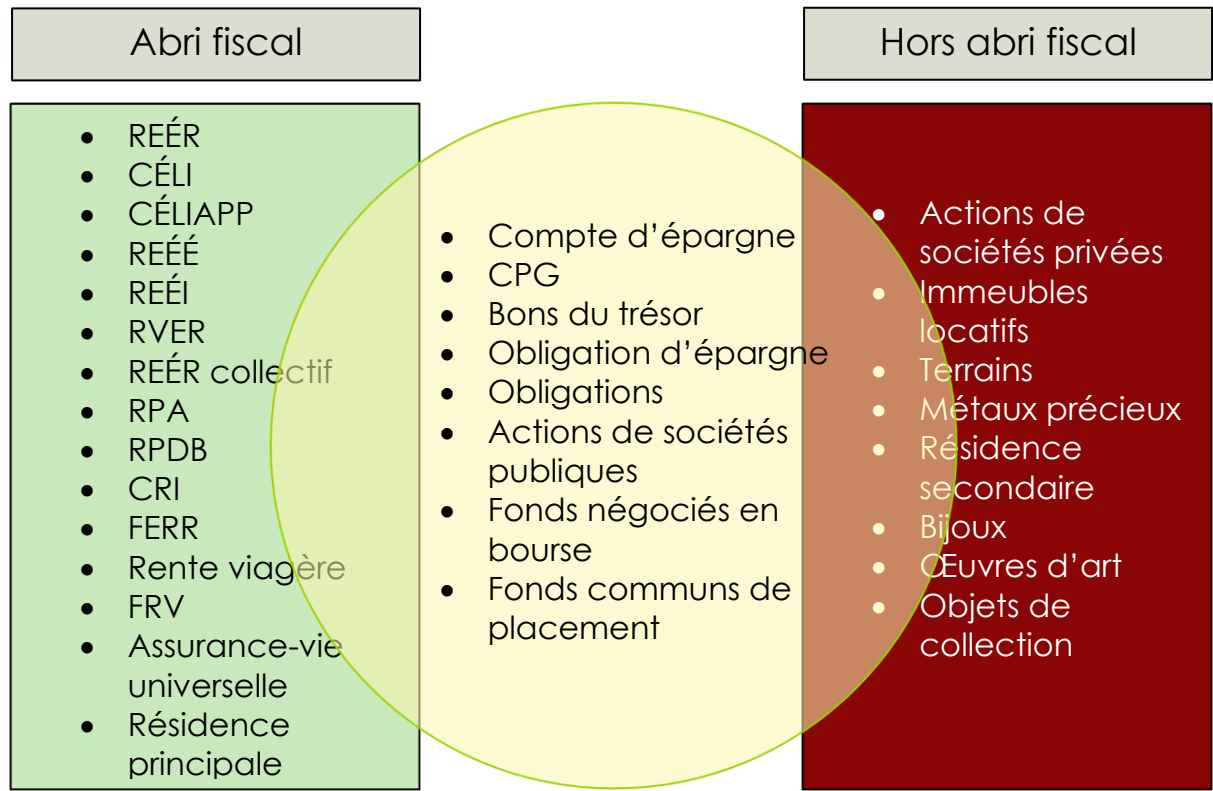 Abri fiscal
Hors abri fiscal
• REÉR
• CÉLI
• CÉLIAPP
• REÉÉ
• REÉI
• RVER
• REÉR collectif
• RPA
• RPDB
• CRI
• FERR
• Rente viagère
• FRV
• Assurance-vie
universelle
• Résidence
principale
• Compte d’épargne
• CPG
• Bons du trésor
• Obligation d’épargne
• Obligations
• Actions de sociétés
publiques
• Fonds négociés en
bourse
• Fonds communs de
placement
• Actions de
sociétés privées
• Immeubles
locatifs
• Terrains
• Métaux précieux
• Résidence
secondaire
• Bijoux
• Œuvres d’art
• Objets de
collection